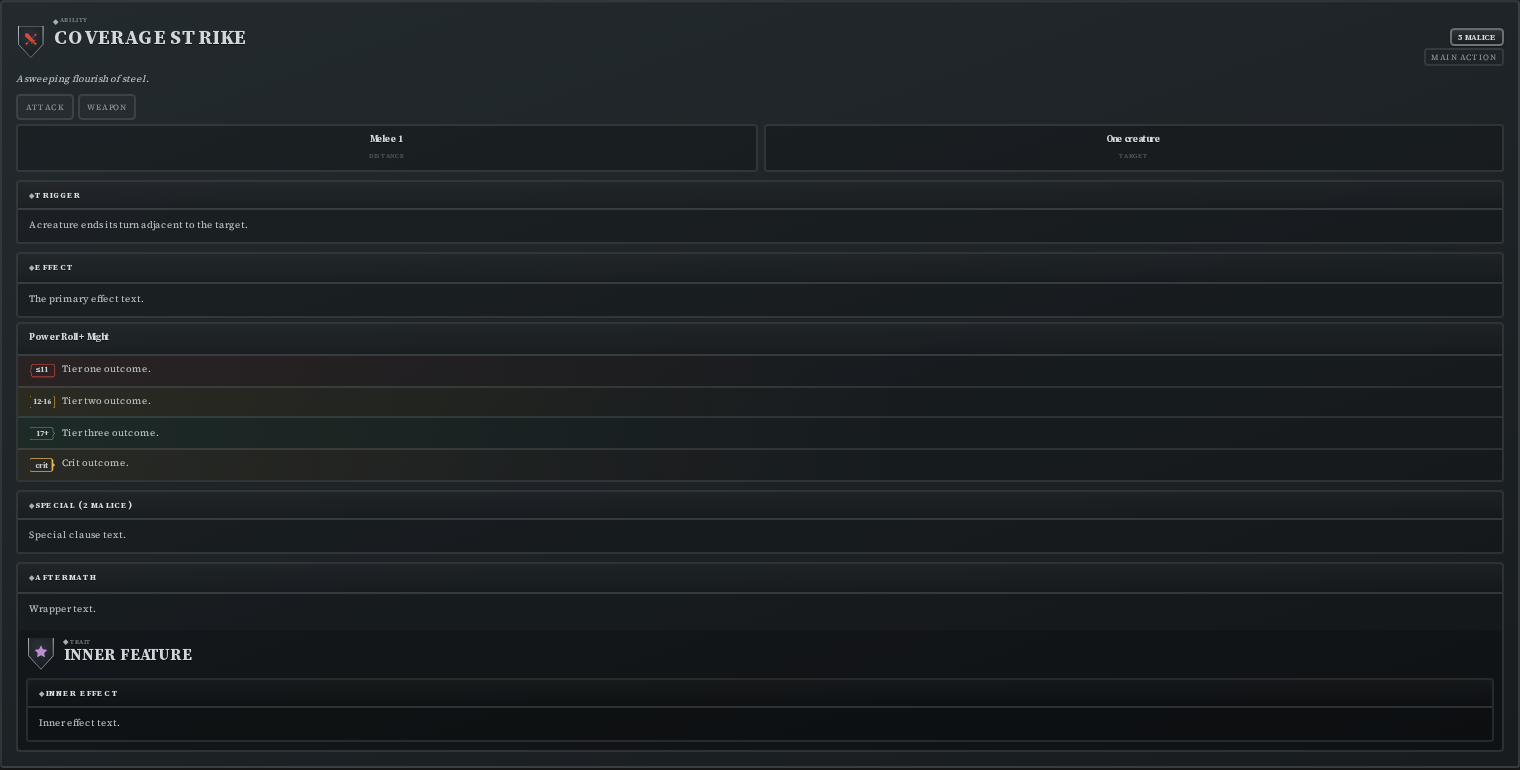 ◆ ABILITY
COVERAGE STRIKE
5 MALICE
MAIN ACTION
A sweeping flourish of steel.
ATTACK WEAPON
Melee 1
DISTANCE
One creature
TARGET
◆TRIGGER
A creature ends its turn adjacent to the target.
◆EFFECT
The primary effect text.
Power Roll + Might
≤11 Tier one outcome.
12-16 Tier two outcome.
17+ Tier three outcome.
crit Crit outcome.
◆SPECIAL (2 MALICE)
Special clause text.
◆AFTERMATH
Wrapper text.
◆ TRAIT
INNER FEATURE
◆INNER EFFECT
Inner effect text.